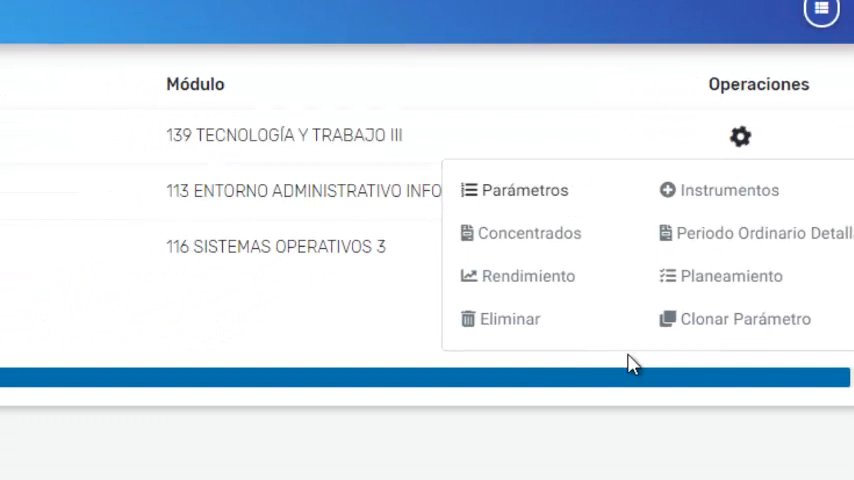 Módulo Operaciones
139 TECNOLOGÍA Y TRABAJO III
113 ENTORNO ADMINISTRATIVO INFO
116 SISTEMAS OPERATIVOS 3
Parámetros Instrumentos
Concentrados Periodo Ordinario Detall
Rendimiento Planeamiento
Eliminar Clonar Parámetro